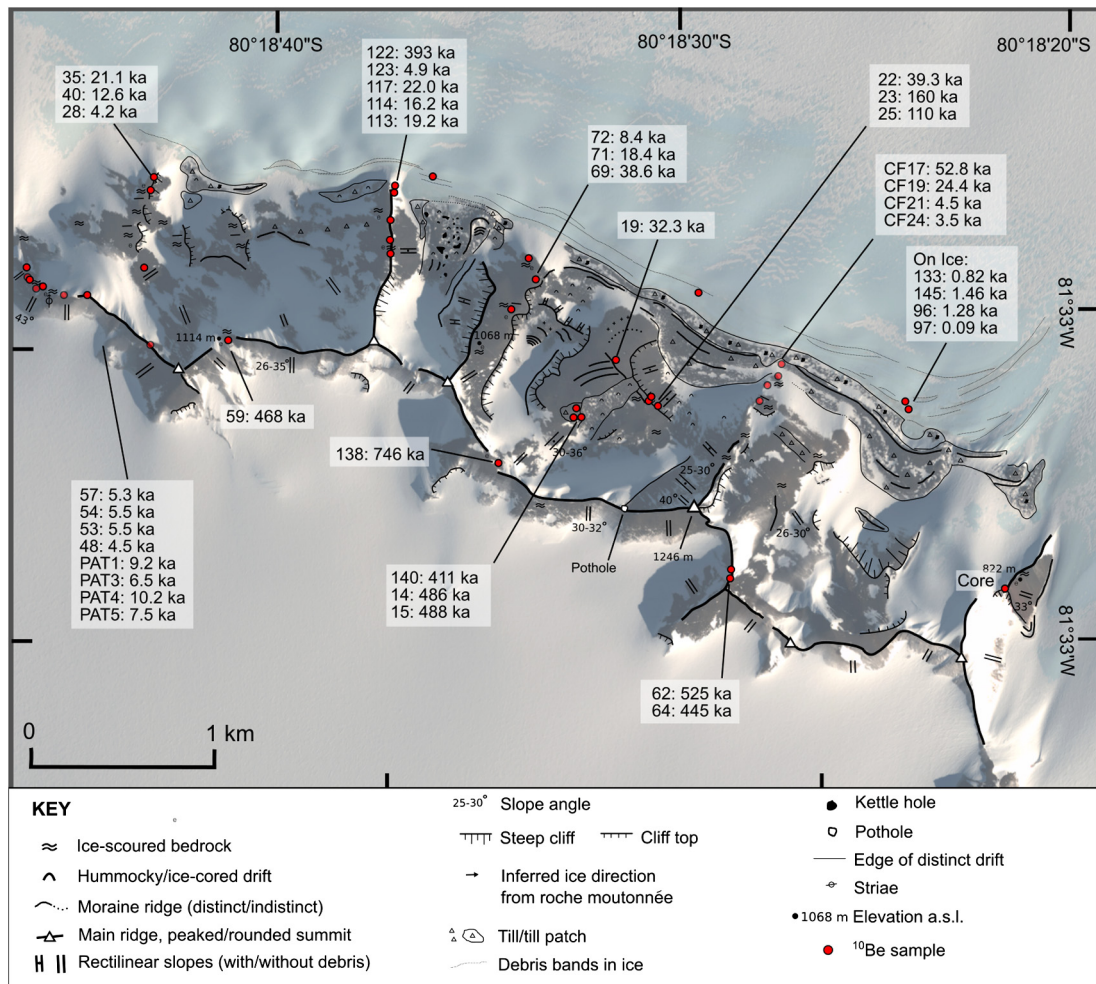 80°18'40"S
80°18'30"S
80°18'20"S
35: 21.1 ka
40: 12.6 ka
28: 4.2 ka
122: 393 ka
123: 4.9 ka
117: 22.0 ka
114: 16.2 ka
113: 19.2 ka
72: 8.4 ka
71: 18.4 ka
69: 38.6 ka
22: 39.3 ka
23: 160 ka
25: 110 ka
CF17: 52.8 ka
CF19: 24.4 ka
CF21: 4.5 ka
CF24: 3.5 ka
19: 32.3 ka
On Ice:
133: 0.82 ka
145: 1.46 ka
96: 1.28 ka
97: 0.09 ka
81°33'W
43°
1114 m
1068 m
26-35°
59: 468 ka
138: 746 ka
30-36°
25-30°
40°
30-32°
26-30°
1246 m
Pothole
57: 5.3 ka
54: 5.5 ka
53: 5.5 ka
48: 4.5 ka
PAT1: 9.2 ka
PAT3: 6.5 ka
PAT4: 10.2 ka
PAT5: 7.5 ka
140: 411 ka
14: 486 ka
15: 488 ka
822 m
Core
33°
81°33'W
62: 525 ka
64: 445 ka
0 1 km
KEY
Ice-scoured bedrock
Hummocky/ice-cored drift
Moraine ridge (distinct/indistinct)
Main ridge, peaked/rounded summit
Rectilinear slopes (with/without debris)
25-30° Slope angle
Steep cliff Cliff top
Inferred ice direction
from roche moutonnée
Till/till patch
Debris bands in ice
Kettle hole
Pothole
Edge of distinct drift
Striae
1068 m Elevation a.s.l.
¹⁰Be sample